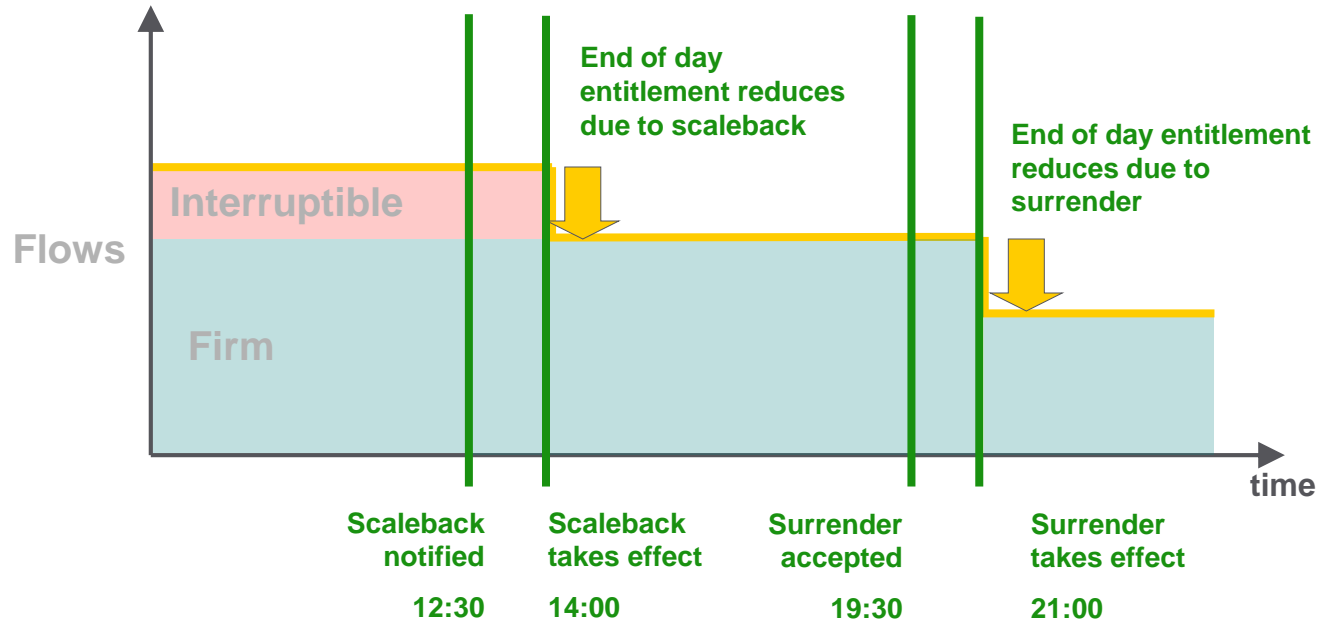 End of day
entitlement reduces
due to scaleback
End of day entitlement
reduces due to
surrender
Interruptible
Flows
Firm
time
Scaleback
notified
12:30
Scaleback
takes effect
14:00
Surrender
accepted
19:30
Surrender
takes effect
21:00